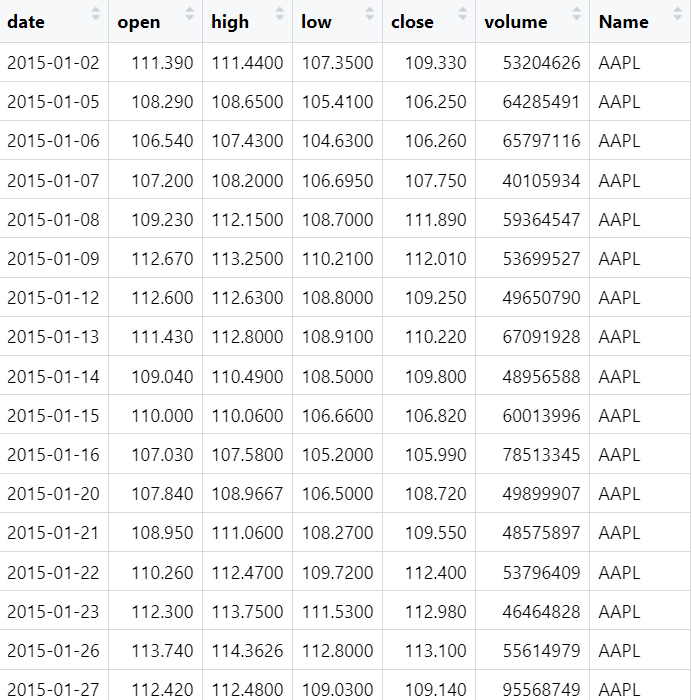 date open high low close volume Name
2015-01-02 111.390 111.4400 107.3500 109.330 53204626 AAPL
2015-01-05 108.290 108.6500 105.4100 106.250 64285491 AAPL
2015-01-06 106.540 107.4300 104.6300 106.260 65797116 AAPL
2015-01-07 107.200 108.2000 106.6950 107.750 40105934 AAPL
2015-01-08 109.230 112.1500 108.7000 111.890 59364547 AAPL
2015-01-09 112.670 113.2500 110.2100 112.010 53699527 AAPL
2015-01-12 112.600 112.6300 108.8000 109.250 49650790 AAPL
2015-01-13 111.430 112.8000 108.9100 110.220 67091928 AAPL
2015-01-14 109.040 110.4900 108.5000 109.800 48956588 AAPL
2015-01-15 110.000 110.0600 106.6600 106.820 60013996 AAPL
2015-01-16 107.030 107.5800 105.2000 105.990 78513345 AAPL
2015-01-20 107.840 108.9667 106.5000 108.720 49899907 AAPL
2015-01-21 108.950 111.0600 108.2700 109.550 48575897 AAPL
2015-01-22 110.260 112.4700 109.7200 112.400 53796409 AAPL
2015-01-23 112.300 113.7500 111.5300 112.980 46464828 AAPL
2015-01-26 113.740 114.3626 112.8000 113.100 55614979 AAPL
2015-01-27 112.420 112.4800 109.0300 109.140 95568749 AAPL